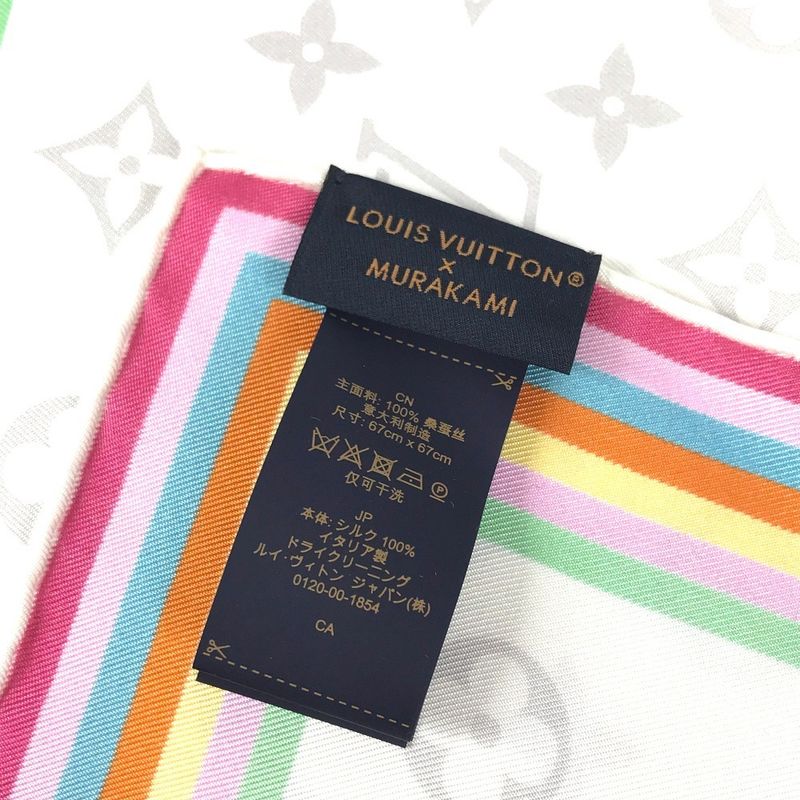 LOUIS VUITTON®
X
MURAKAMI
CN
主面料: 100% 桑蚕丝
尺寸: 67cm x 67cm
意大利制造
仅可干洗
P
JP
本体: シルク 100%
イタリア製
ドライクリーニング
ルイ・ヴィトン ジャパン(株)
0120-00-1854
CA